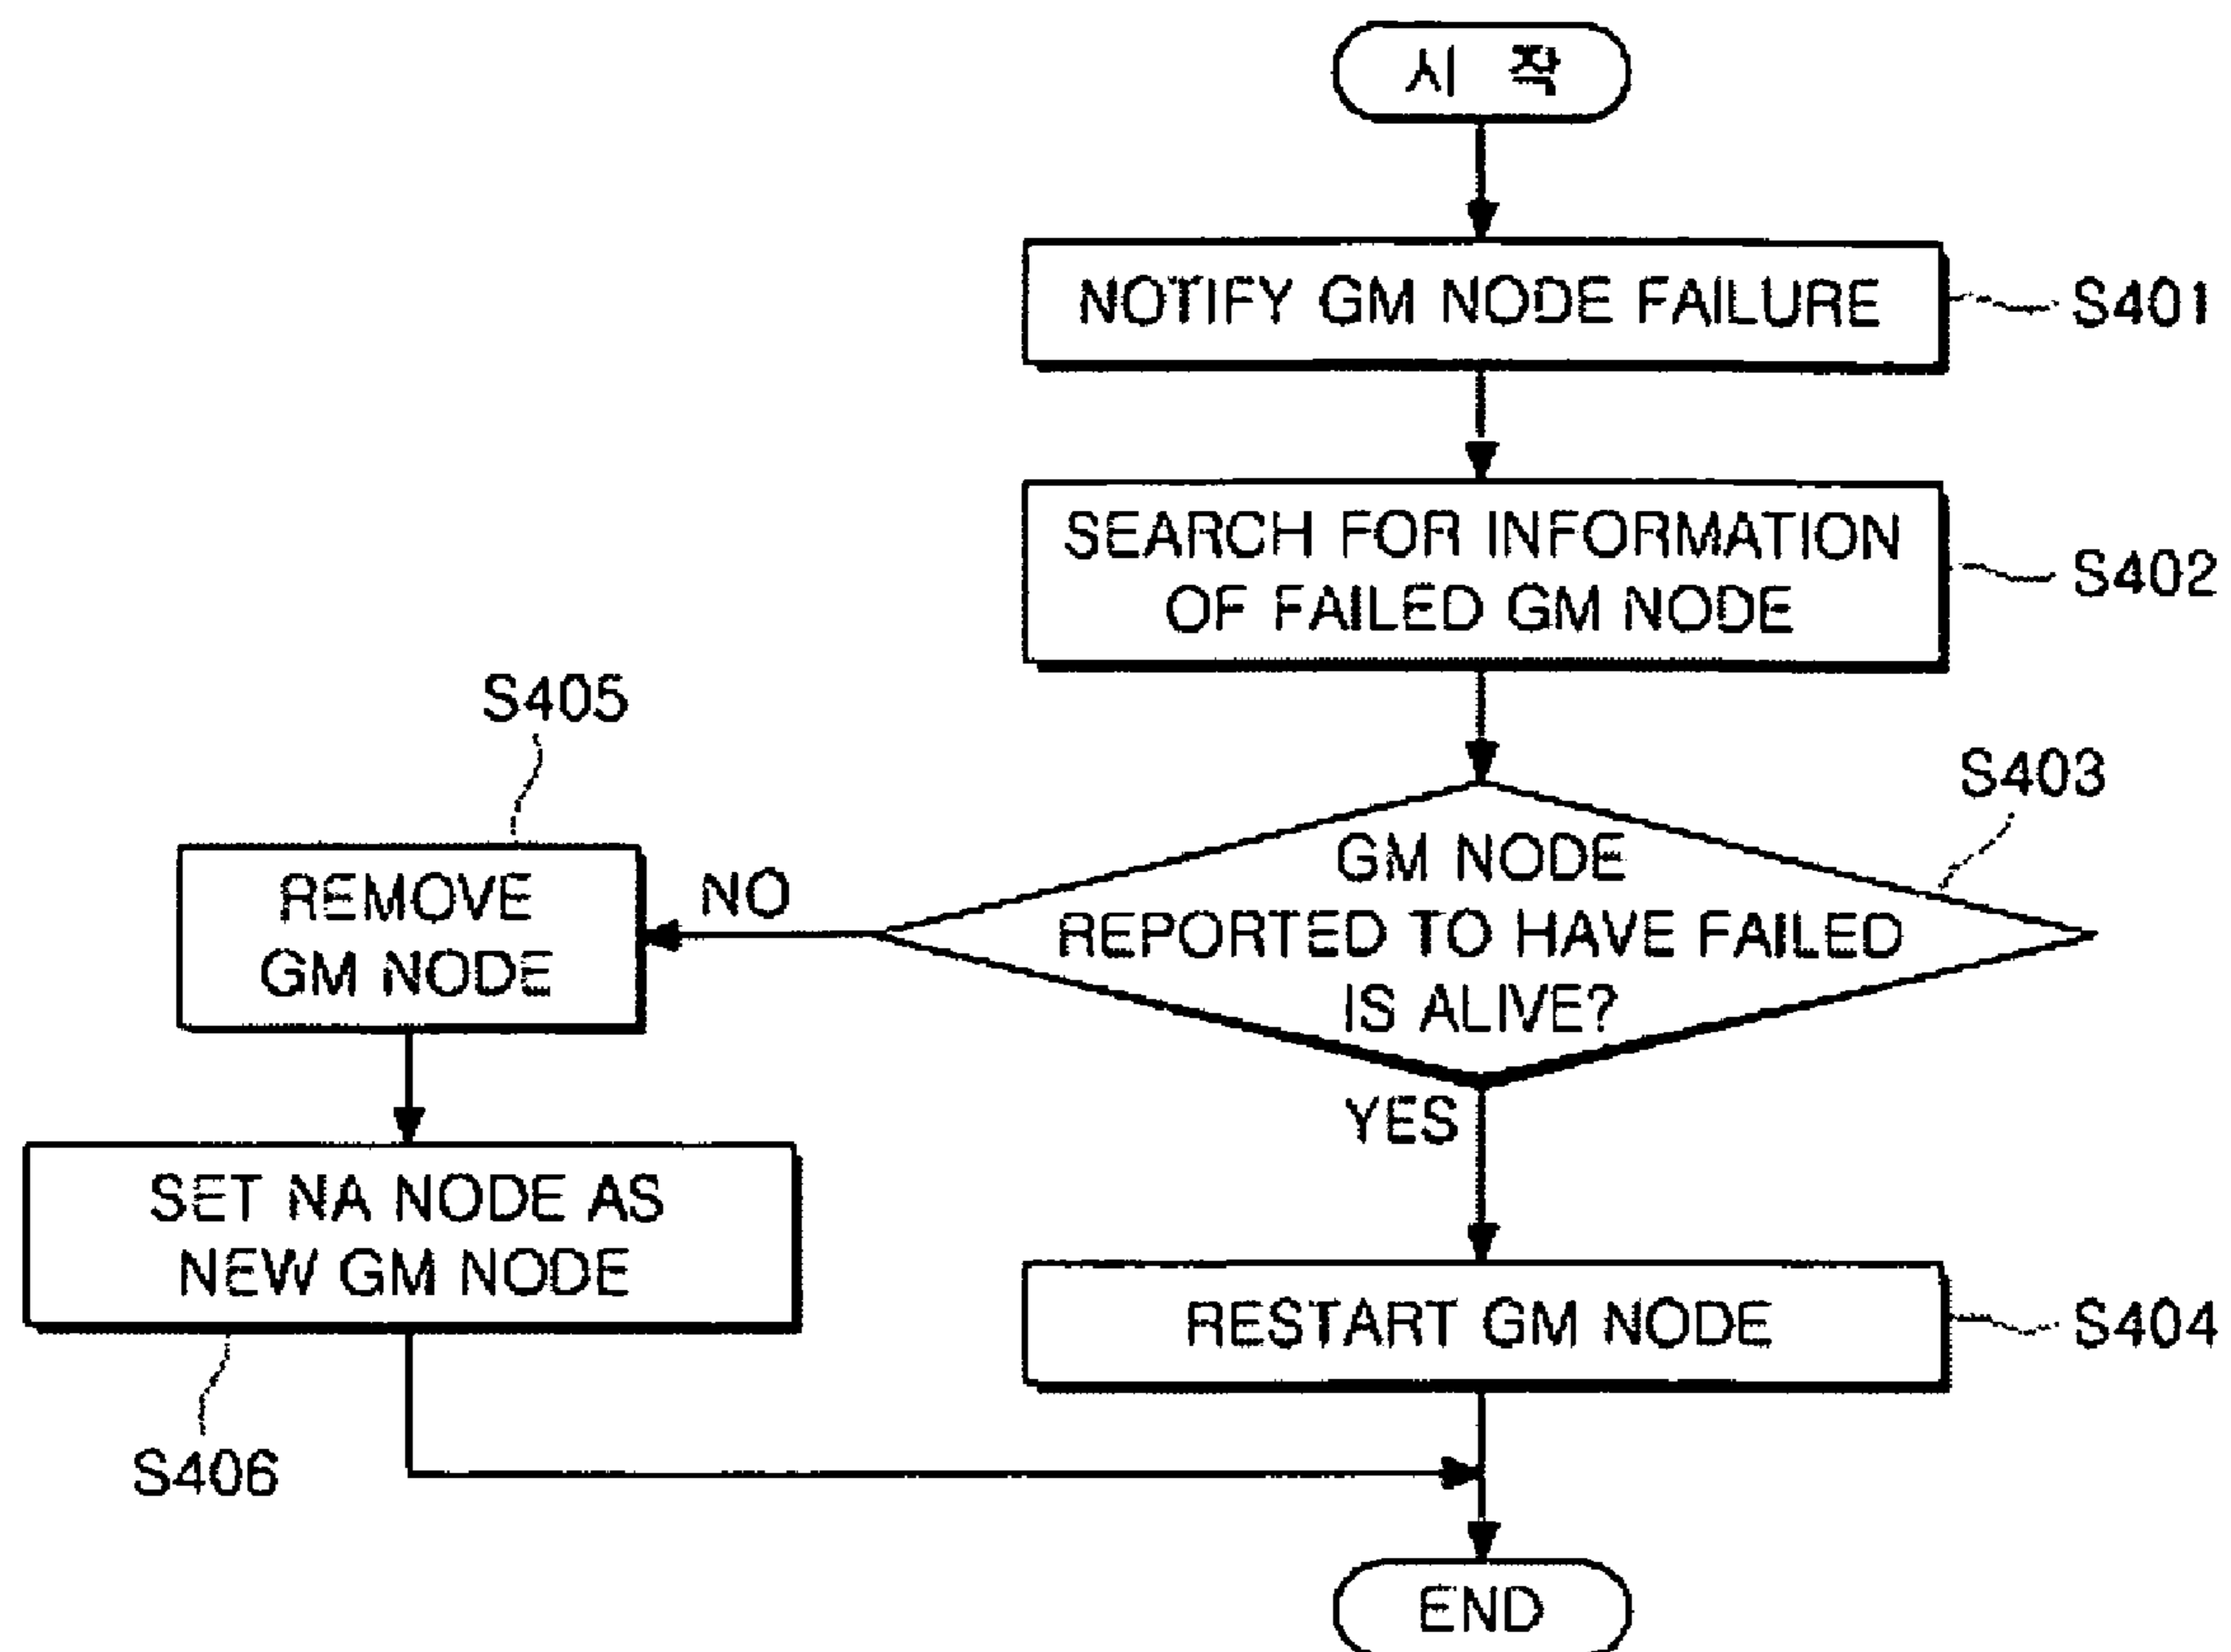 시 작
NOTIFY GM NODE FAILURE
S401
SEARCH FOR INFORMATION
OF FAILED GM NODE
S402
S403
GM NODE
REPORTED TO HAVE FAILED
IS ALIVE?
NO
S405
REMOVE
GM NODE
YES
SET NA NODE AS
NEW GM NODE
S406
RESTART GM NODE
S404
END